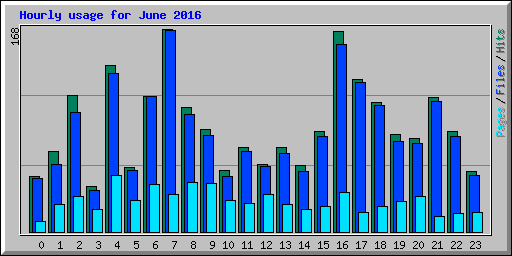 Hourly usage for June 2016
168
Pages/Files/Hits
0 1 2 3 4 5 6 7 8 9 10 11 12 13 14 15 16 17 18 19 20 21 22 23